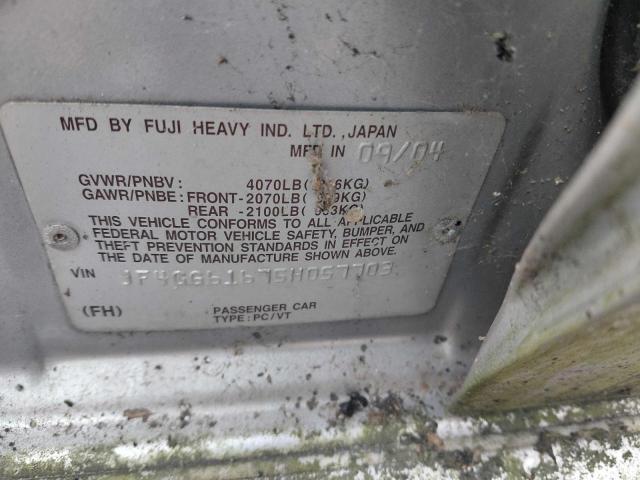 MFD BY FUJI HEAVY IND. LTD., JAPAN
MFD IN 09/04
GVWR/PNBV : 4070LB(
GAWR/PNBE : FRONT-2070LB(
REAR -2100LB(
THIS VEHICLE CONFORMS TO ALL APPLICABLE
FEDERAL MOTOR VEHICLE SAFETY, BUMPER, AND
THEFT PREVENTION STANDARDS IN EFFECT ON
THE DATE OF MANUFACTURE SHOWN ABOVE.
VIN JF4GG61675H057703
(FH) PASSENGER CAR
TYPE : PC/VT